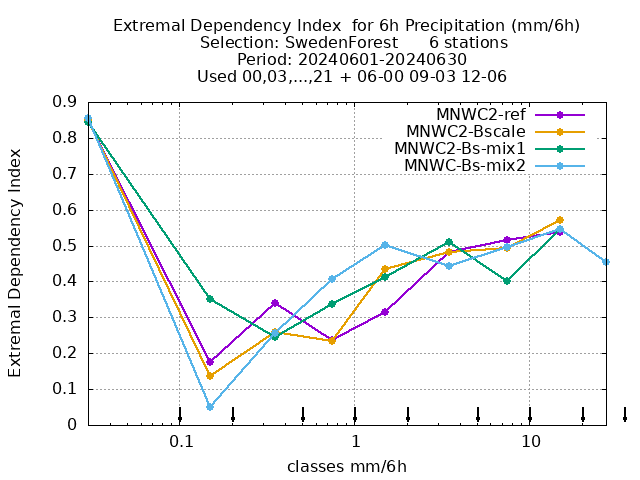 Extremal Dependency Index  for 6h Precipitation (mm/6h)
Selection: SwedenForest      6 stations
Period: 20240601-20240630
Used 00,03,...,21 + 06-00 09-03 12-06
MNWC2-ref
MNWC2-Bscale
MNWC2-Bs-mix1
MNWC-Bs-mix2
Extremal Dependency Index
0.9
0.8
0.7
0.6
0.5
0.4
0.3
0.2
0.1
0
0.1
1
10
classes mm/6h